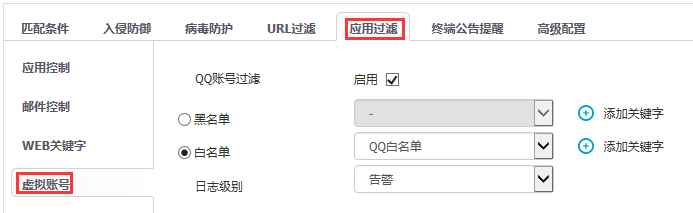 匹配条件 入侵防御 病毒防护 URL过滤 应用过滤 终端公告提醒 高级配置
应用控制
邮件控制
WEB关键字
虚拟账号
QQ账号过滤 启用
黑名单 - 添加关键字
白名单 QQ白名单 添加关键字
日志级别 告警